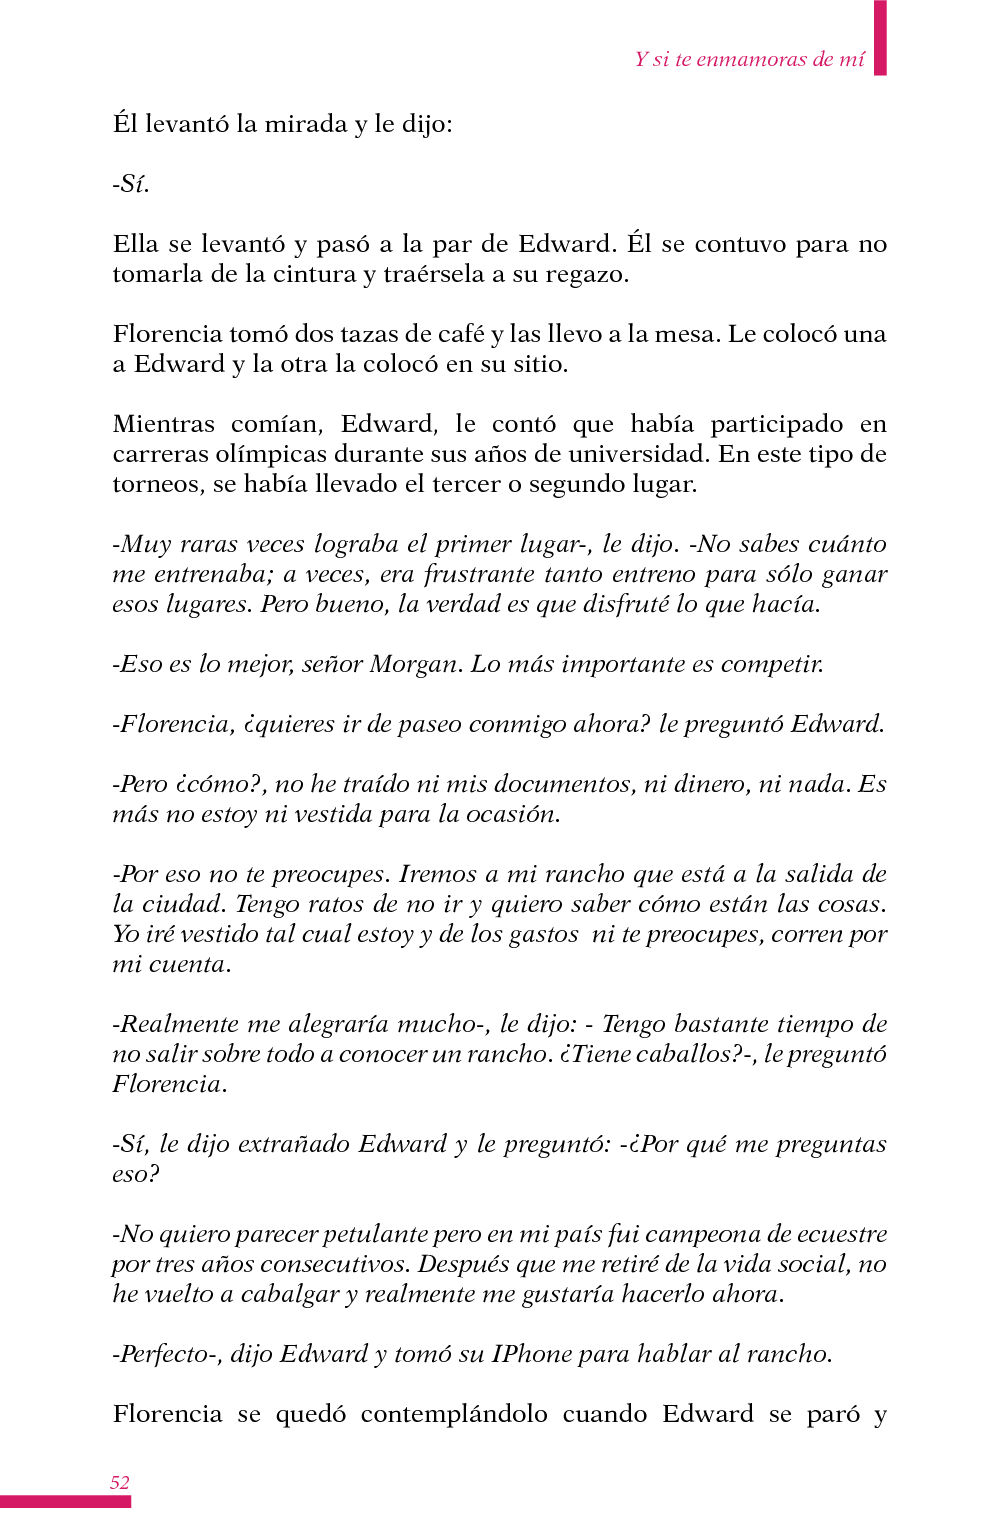 Y si te enmamoras de mí
Él levantó la mirada y le dijo:
-Sí.
Ella se levantó y pasó a la par de Edward. Él se contuvo para no
tomarla de la cintura y traérsela a su regazo.
Florencia tomó dos tazas de café y las llevo a la mesa. Le colocó una
a Edward y la otra la colocó en su sitio.
Mientras comían, Edward, le contó que había participado en
carreras olímpicas durante sus años de universidad. En este tipo de
torneos, se había llevado el tercer o segundo lugar.
-Muy raras veces lograba el primer lugar-, le dijo. -No sabes cuánto
me entrenaba; a veces, era frustrante tanto entreno para sólo ganar
esos lugares. Pero bueno, la verdad es que disfruté lo que hacía.
-Eso es lo mejor, señor Morgan. Lo más importante es competir.
-Florencia, ¿quieres ir de paseo conmigo ahora? le preguntó Edward.
-Pero ¿cómo?, no he traído ni mis documentos, ni dinero, ni nada. Es
más no estoy ni vestida para la ocasión.
-Por eso no te preocupes. Iremos a mi rancho que está a la salida de
la ciudad. Tengo ratos de no ir y quiero saber cómo están las cosas.
Yo iré vestido tal cual estoy y de los gastos  ni te preocupes, corren por
mi cuenta.
-Realmente me alegraría mucho-, le dijo: - Tengo bastante tiempo de
no salir sobre todo a conocer un rancho. ¿Tiene caballos?-, le preguntó
Florencia.
-Sí, le dijo extrañado Edward y le preguntó: -¿Por qué me preguntas
eso?
-No quiero parecer petulante pero en mi país fui campeona de ecuestre
por tres años consecutivos. Después que me retiré de la vida social, no
he vuelto a cabalgar y realmente me gustaría hacerlo ahora.
-Perfecto-, dijo Edward y tomó su IPhone para hablar al rancho.
Florencia se quedó contemplándolo cuando Edward se paró y
52